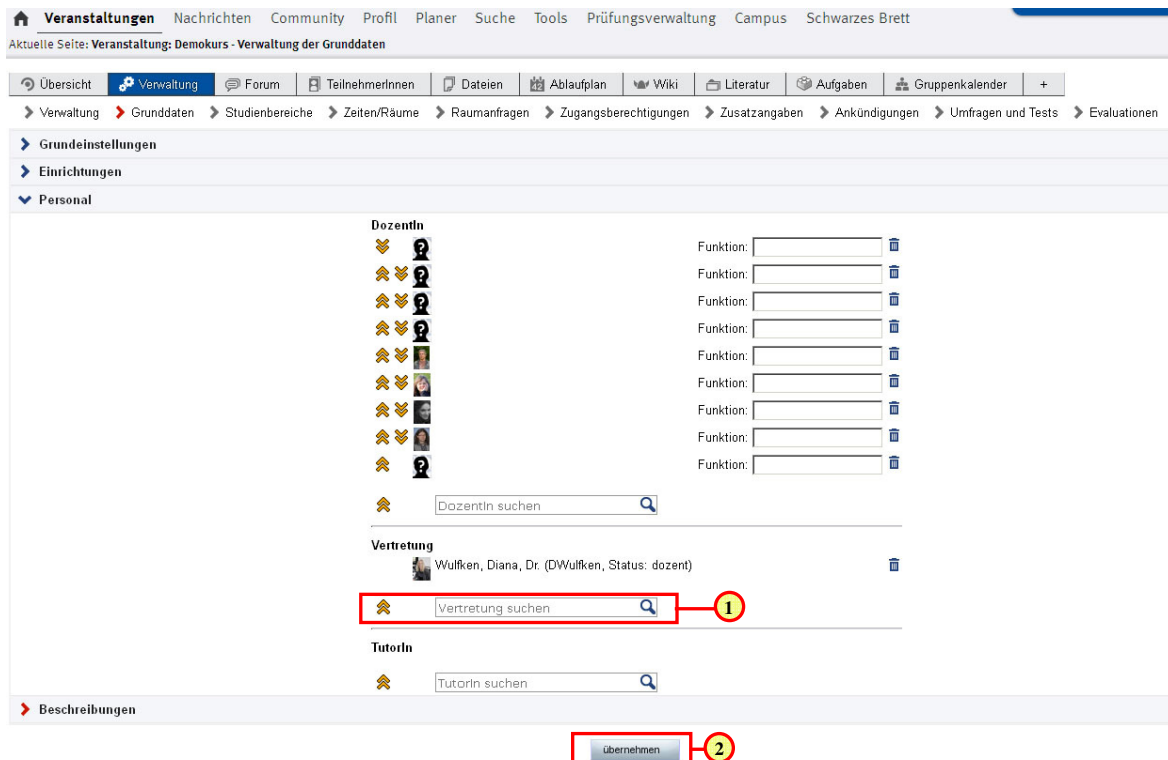 Veranstaltungen Nachrichten Community Profil Planer Suche Tools Prüfungsverwaltung Campus Schwarzes Brett
Aktuelle Seite: Veranstaltung: Demokurs - Verwaltung der Grunddaten
Übersicht Verwaltung Forum TeilnehmerInnen Dateien Ablaufplan Wiki Literatur Aufgaben Gruppenkalender +
Verwaltung Grunddaten Studienbereiche Zeiten/Räume Raumanfragen Zugangsberechtigungen Zusatzangaben Ankündigungen Umfragen und Tests Evaluationen
Grundeinstellungen
Einrichtungen
Personal
DozentIn
Funktion:
Funktion:
Funktion:
Funktion:
Funktion:
Funktion:
Funktion:
Funktion:
Funktion:
DozentIn suchen
Vertretung
Wulfken, Diana, Dr. (DWulfken, Status: dozent)
Vertretung suchen 1
TutorIn
TutorIn suchen
Beschreibungen
übernehmen 2